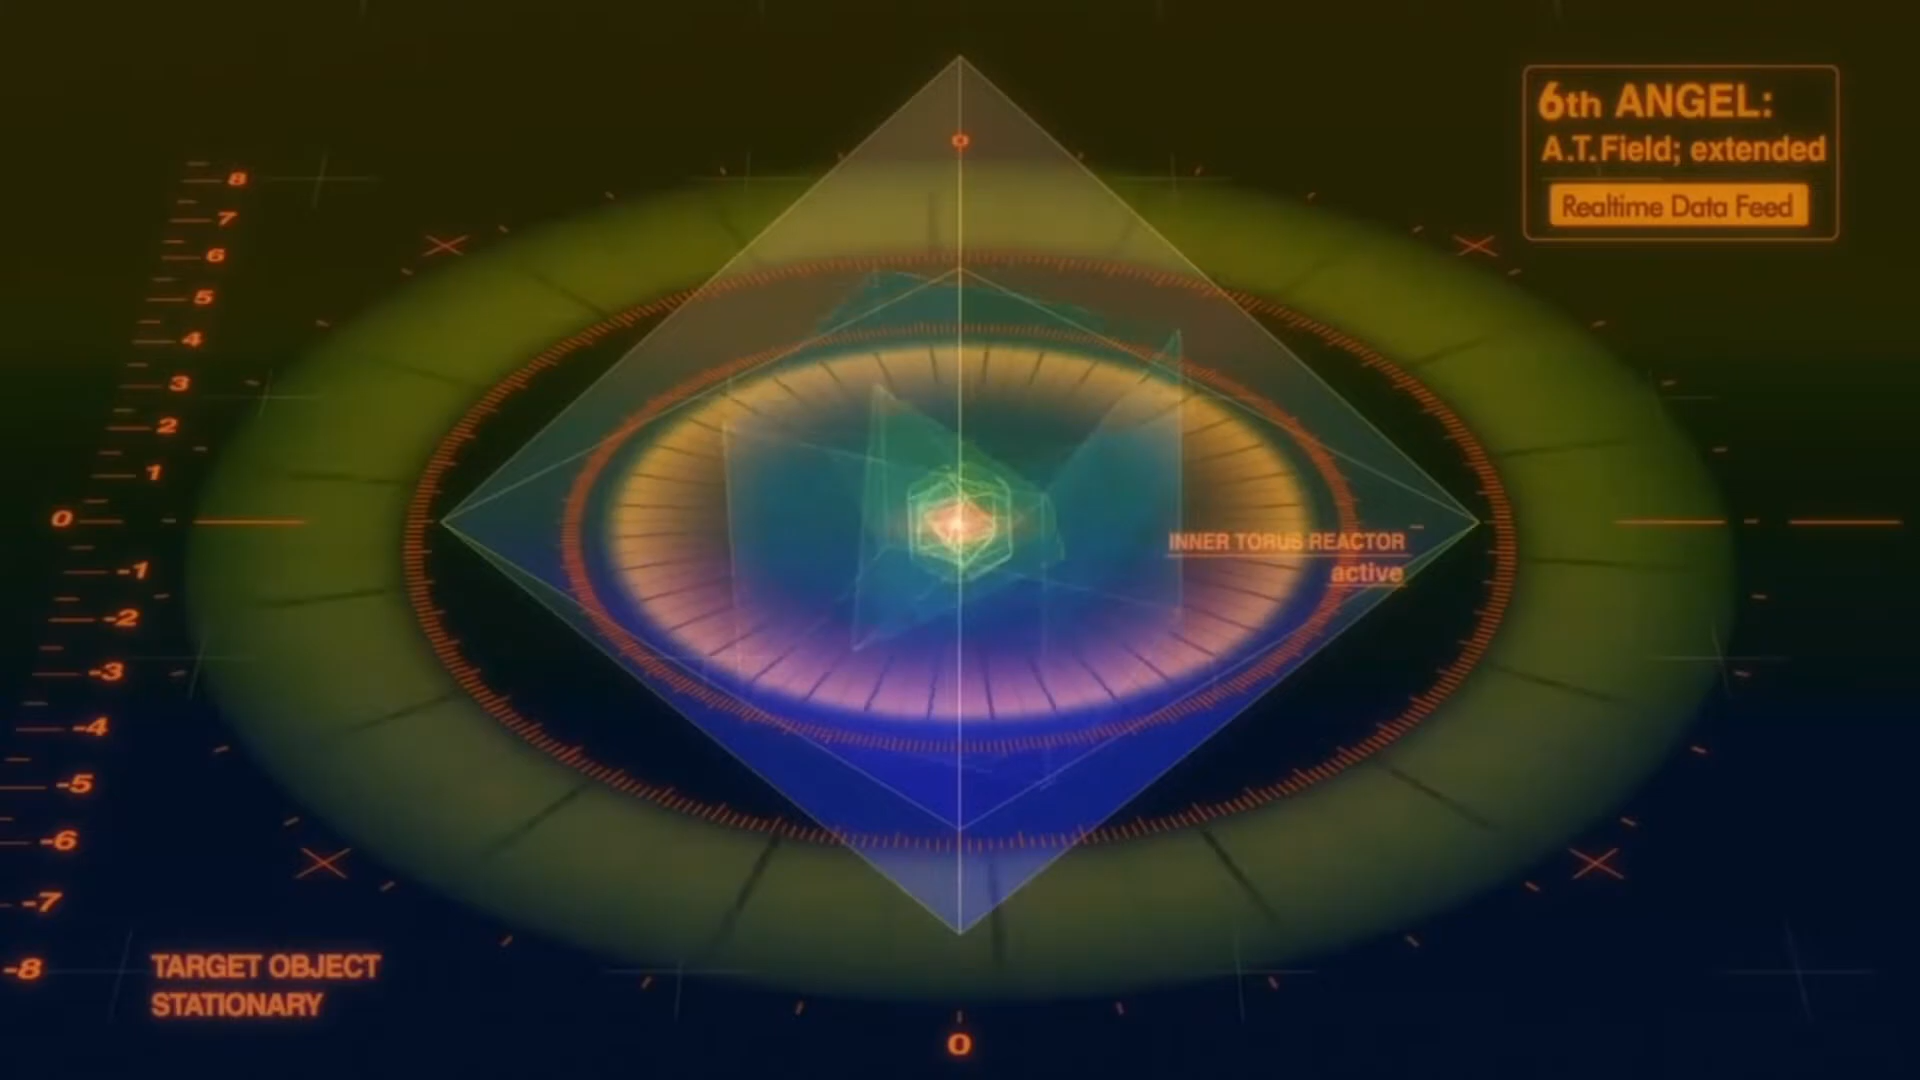 6th ANGEL:
A.T.Field; extended
Realtime Data Feed
0
8
7
6
5
4
3
2
1
0
-1
-2
-3
-4
-5
-6
-7
-8
INNER TORUS REACTOR
active
TARGET OBJECT
STATIONARY
0